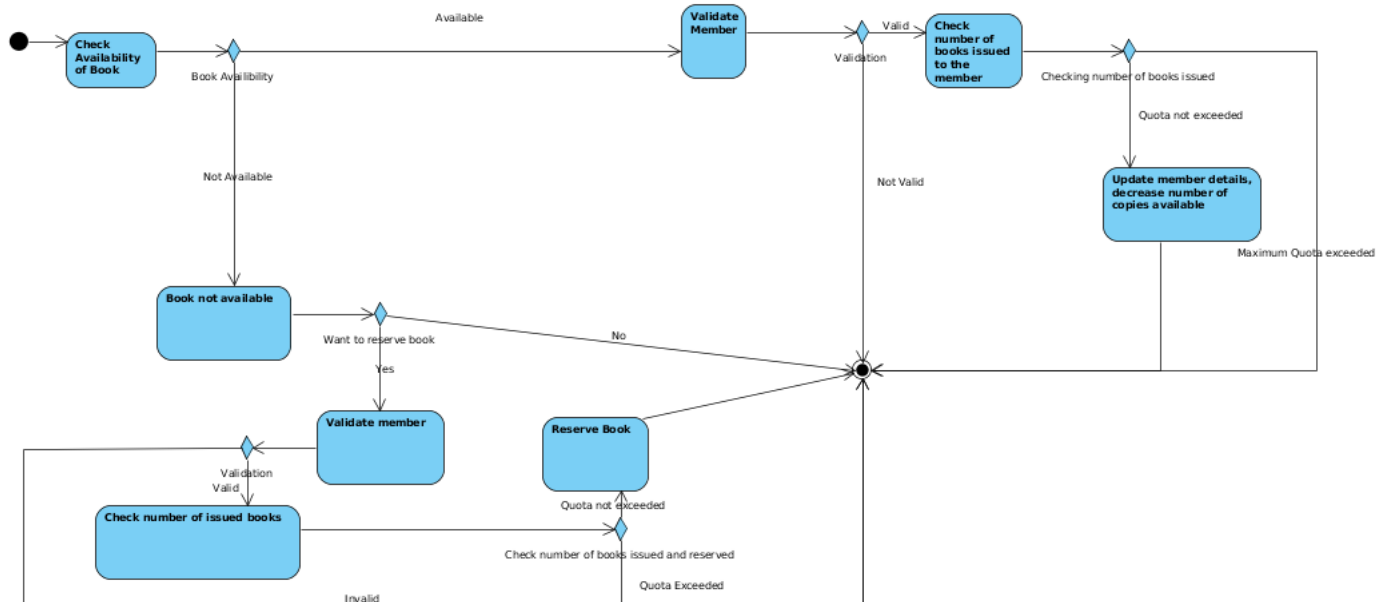 Available
Validate
Member
Valid
Check
number of
books issued
to the
member
Check
Availability
of Book
Book Availibility
Validation
Checking number of books issued
Quota not exceeded
Not Available
Not Valid
Update member details,
decrease number of
copies available
Maximum Quota exceeded
Book not available
Want to reserve book
No
Yes
Validate member
Reserve Book
Validation
Valid
Quota not exceeded
Check number of issued books
Check number of books issued and reserved
Quota Exceeded
Invalid